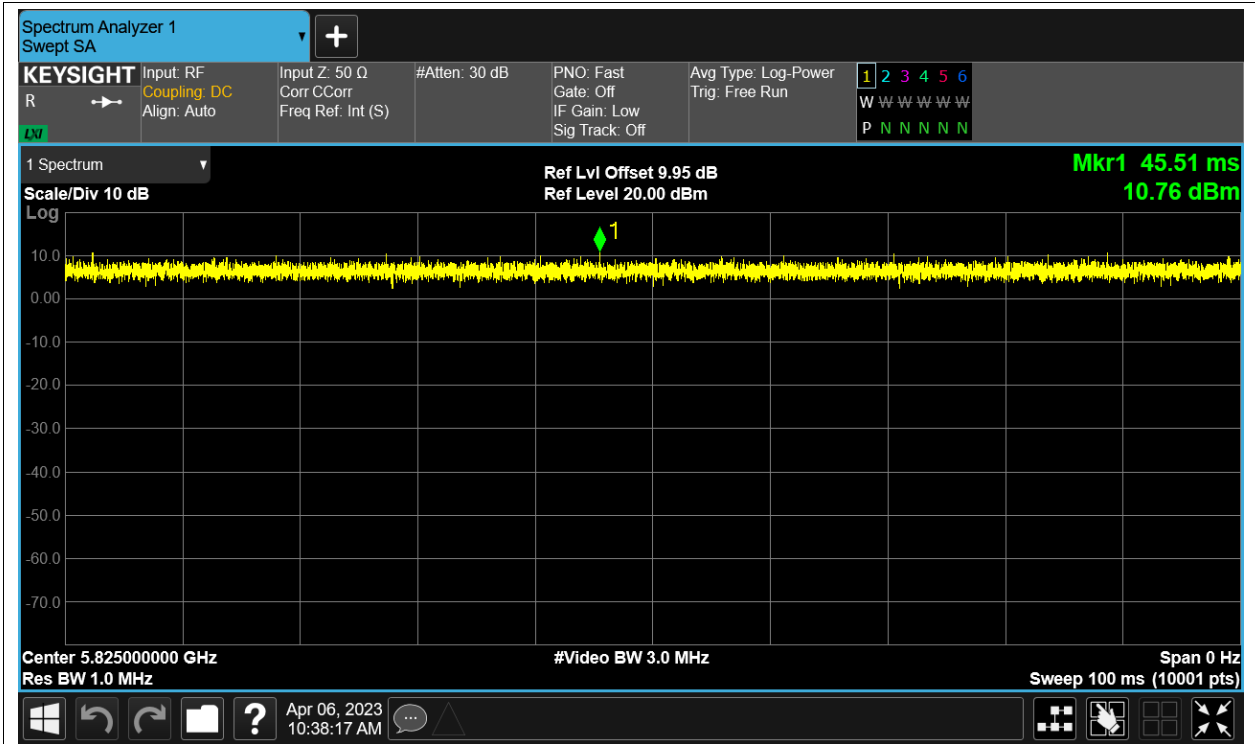 Spectrum Analyzer 1
Swept SA
KEYSIGHT
R
LXI
Input: RF
Coupling: DC
Align: Auto
Input Z: 50 Ω
Corr CCorr
Freq Ref: Int (S)
#Atten: 30 dB
PNO: Fast
Gate: Off
IF Gain: Low
Sig Track: Off
Avg Type: Log-Power
Trig: Free Run
1 2 3 4 5 6
W W W W W W
P N N N N N
1 Spectrum
Scale/Div 10 dB
Log
Ref Lvl Offset 9.95 dB
Ref Level 20.00 dBm
Mkr1 45.51 ms
10.76 dBm
1
10.0
0.00
-10.0
-20.0
-30.0
-40.0
-50.0
-60.0
-70.0
Center 5.825000000 GHz
Res BW 1.0 MHz
#Video BW 3.0 MHz
Span 0 Hz
Sweep 100 ms (10001 pts)
?
Apr 06, 2023
10:38:17 AM